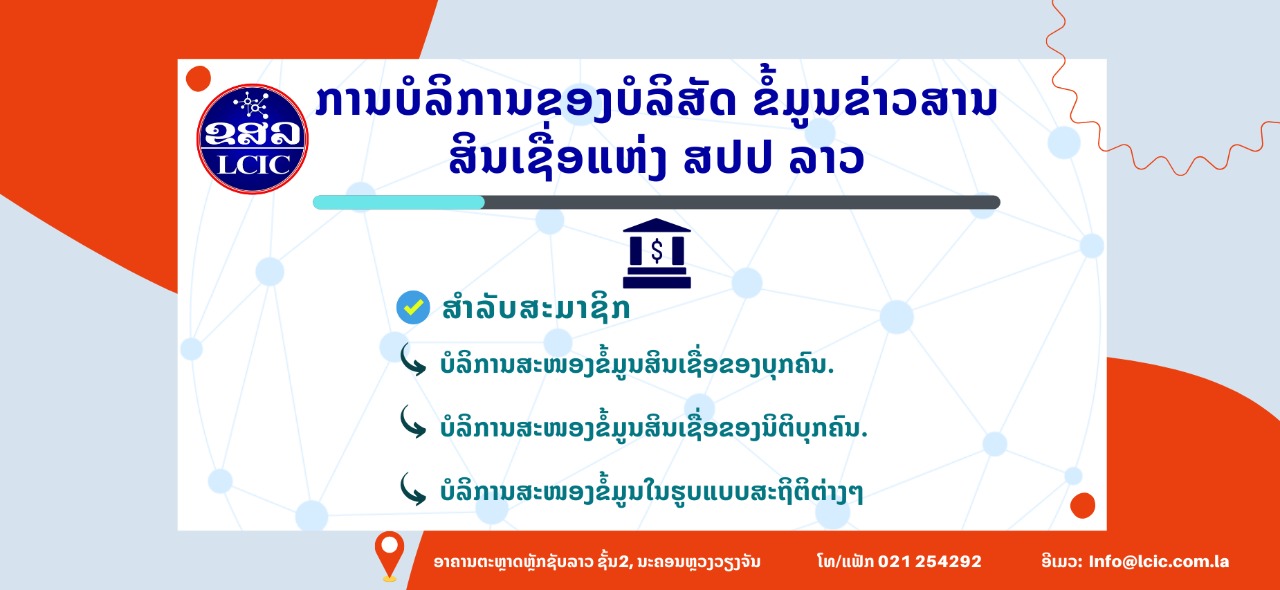 ຂສລ
LCIC
ການບໍລິການຂອງບໍລິສັດ ຂໍ້ມູນຂ່າວສານ
ສິນເຊື່ອແຫ່ງ ສປປ ລາວ
$
ສຳລັບສະມາຊິກ
ບໍລິການສະໜອງຂໍ້ມູນສິນເຊື່ອຂອງບຸກຄົນ.
ບໍລິການສະໜອງຂໍ້ມູນສິນເຊື່ອຂອງນິຕິບຸກຄົນ.
ບໍລິການສະໜອງຂໍ້ມູນໃນຮູບແບບສະຖິຕິຕ່າງໆ
ອາຄານຕະຫຼາດຫຼັກຊັບລາວ ຊັ້ນ2, ນະຄອນຫຼວງວຽງຈັນ ໂທ/ແຟັກ 021 254292 ອີເມວ: Info@lcic.com.la